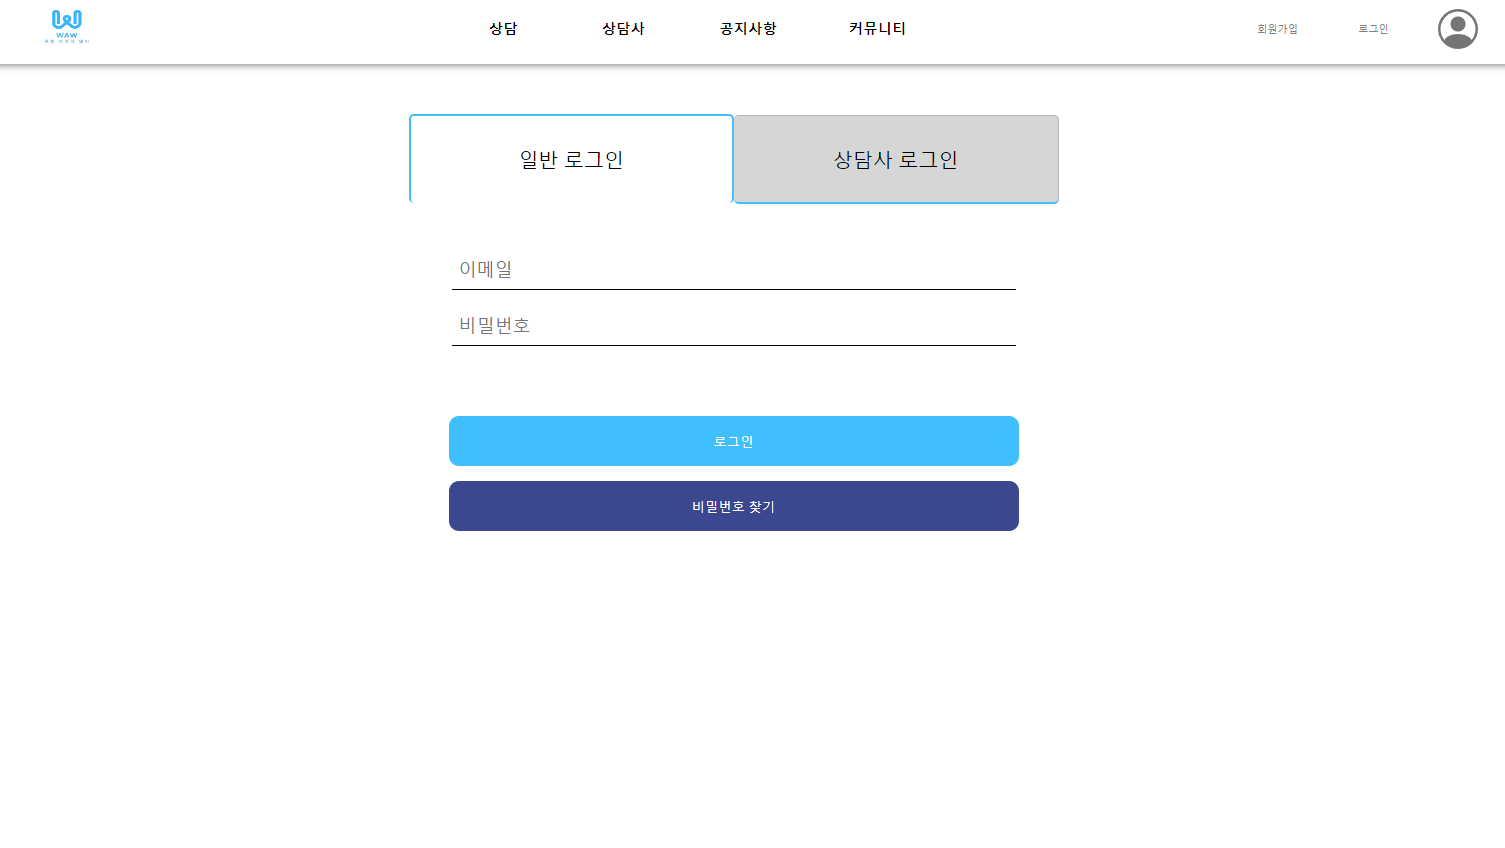 WAW
상담
상담사
공지사항
커뮤니티
회원가입
로그인
일반 로그인
상담사 로그인
이메일
비밀번호
로그인
비밀번호 찾기